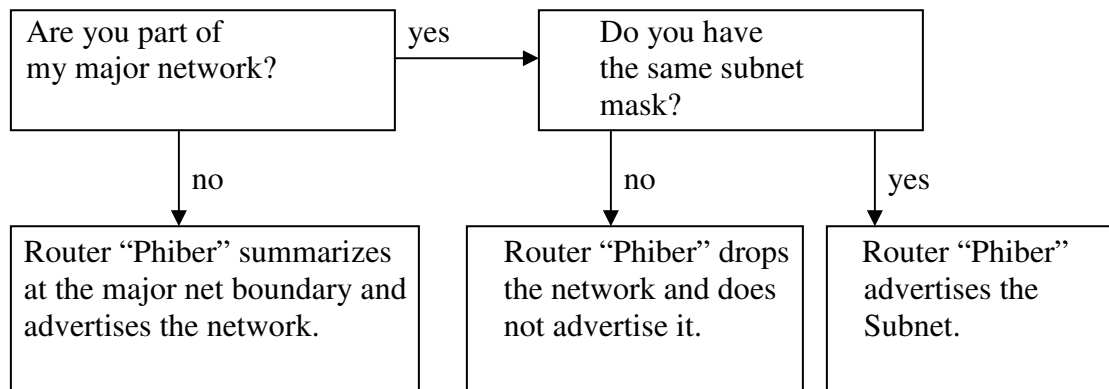 Are you part of
my major network?
yes
Do you have
the same subnet
mask?
no
no
yes
Router “Phiber” summarizes
at the major net boundary and
advertises the network.
Router “Phiber” drops
the network and does
not advertise it.
Router “Phiber”
advertises the
Subnet.